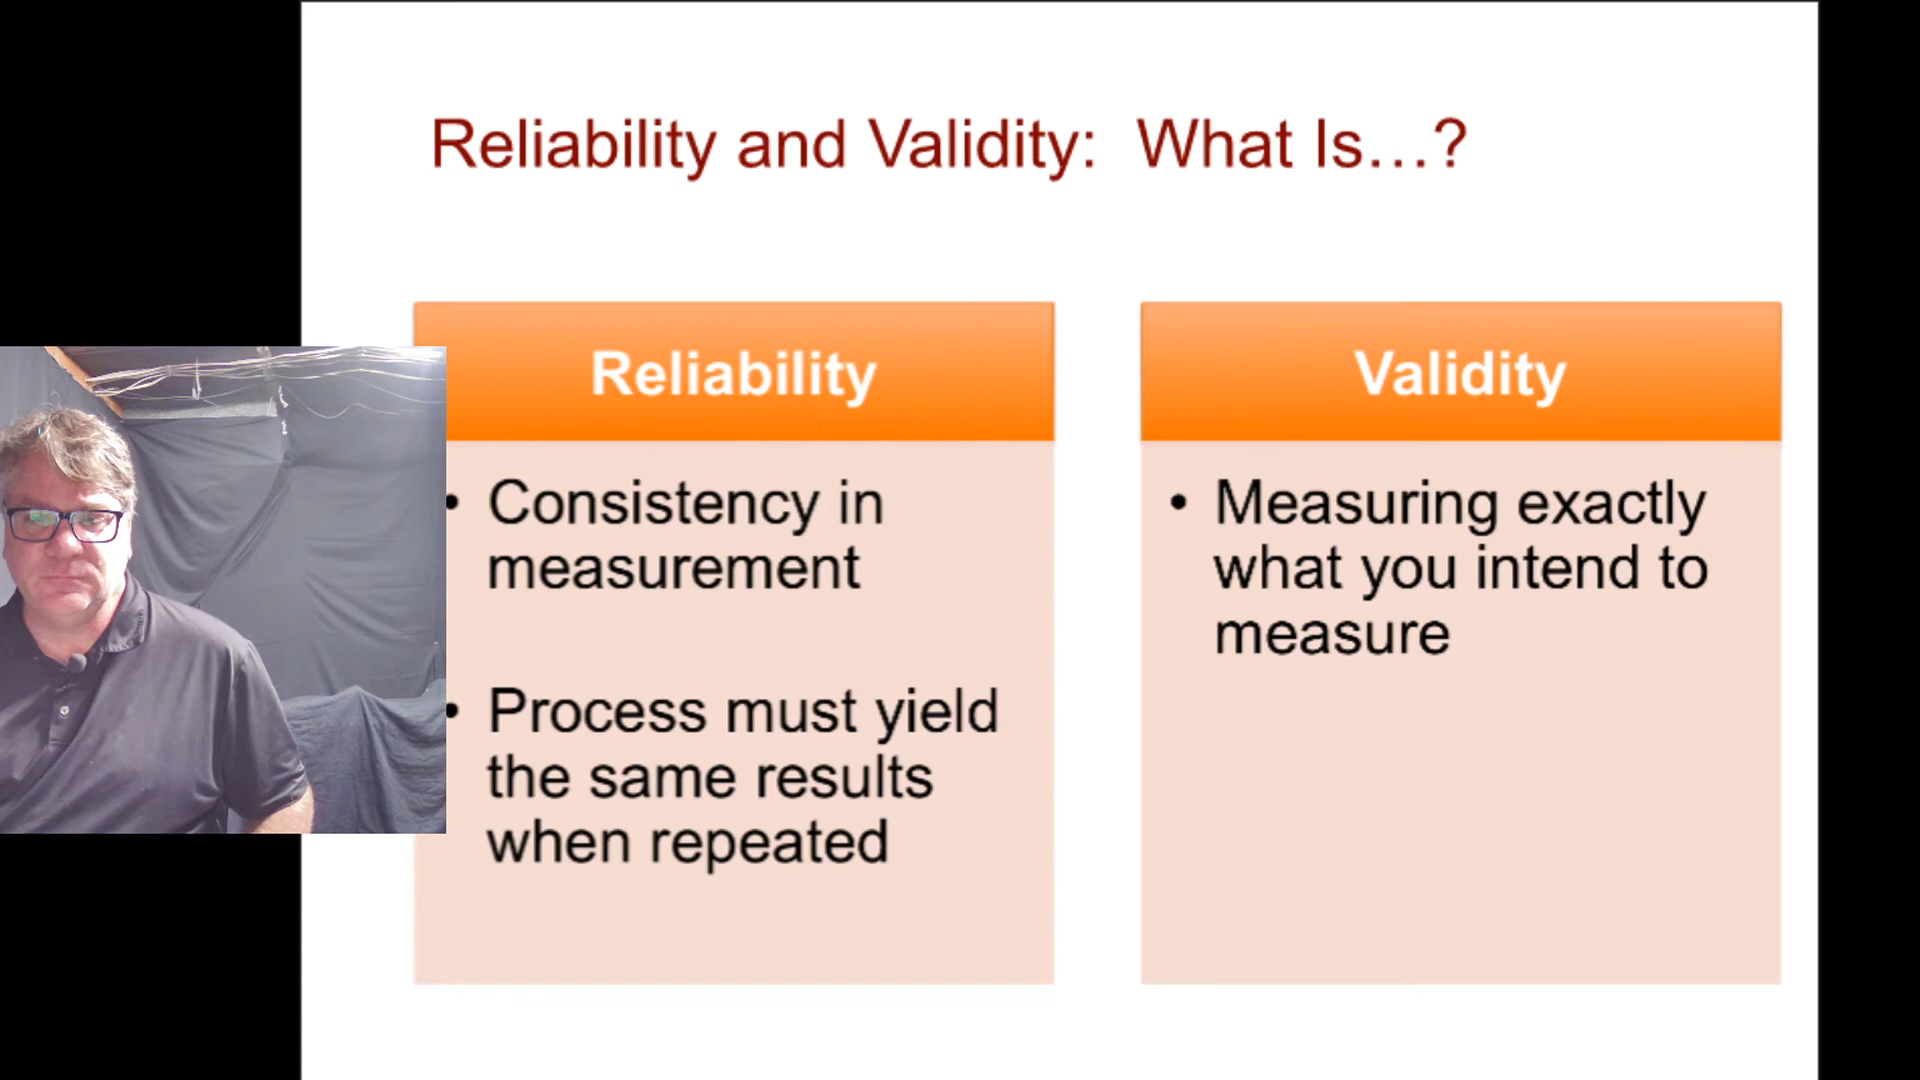 Reliability and Validity: What Is…?
Reliability
• Consistency in
measurement
• Process must yield
the same results
when repeated
Validity
• Measuring exactly
what you intend to
measure